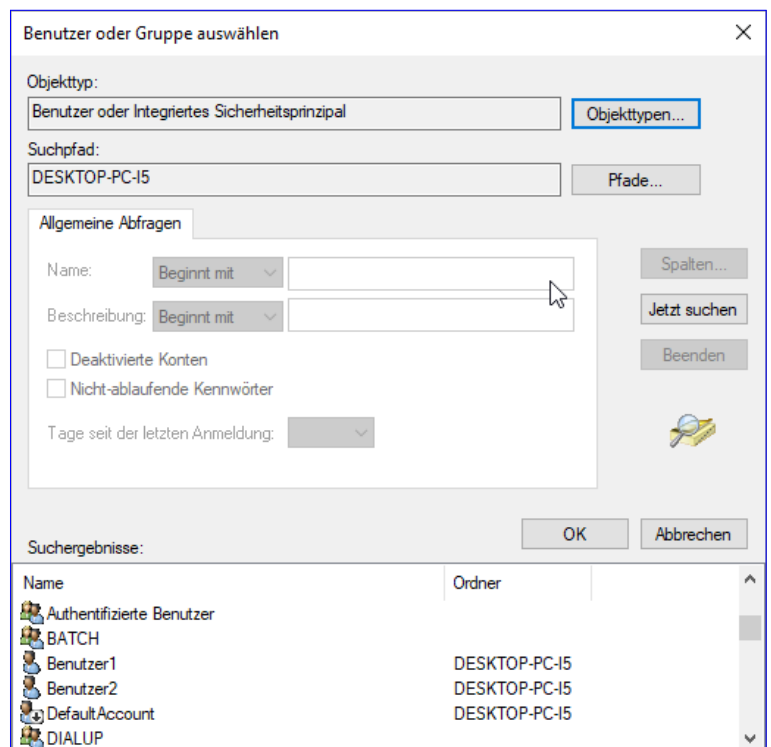 Benutzer oder Gruppe auswählen
Objekttyp:
Benutzer oder Integriertes Sicherheitsprinzipal
Objekttypen...
Suchpfad:
DESKTOP-PC-I5
Pfade...
Allgemeine Abfragen
Name:
Beginnt mit
Spalten...
Beschreibung:
Beginnt mit
Jetzt suchen
Deaktivierte Konten
Beenden
Nicht-ablaufende Kennwörter
Tage seit der letzten Anmeldung:
OK
Abbrechen
Suchergebnisse:
Name Ordner
Authentifizierte Benutzer
BATCH
Benutzer1 DESKTOP-PC-I5
Benutzer2 DESKTOP-PC-I5
DefaultAccount DESKTOP-PC-I5
DIALUP